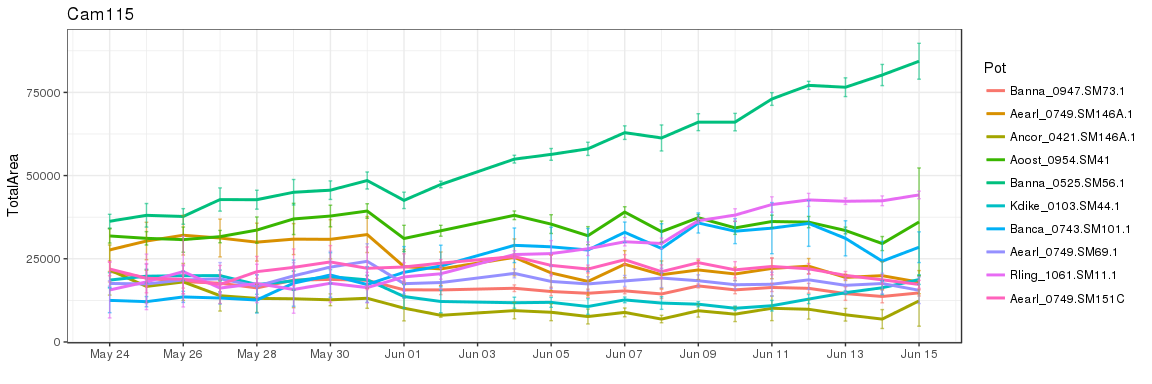 Cam115
TotalArea
75000
50000
25000
0
May 24 May 26 May 28 May 30 Jun 01 Jun 03 Jun 05 Jun 07 Jun 09 Jun 11 Jun 13 Jun 15
Pot
Banna_0947.SM73.1
Aearl_0749.SM146A.1
Ancor_0421.SM146A.1
Aoost_0954.SM41
Banna_0525.SM56.1
Kdike_0103.SM44.1
Banca_0743.SM101.1
Aearl_0749.SM69.1
Rling_1061.SM11.1
Aearl_0749.SM151C